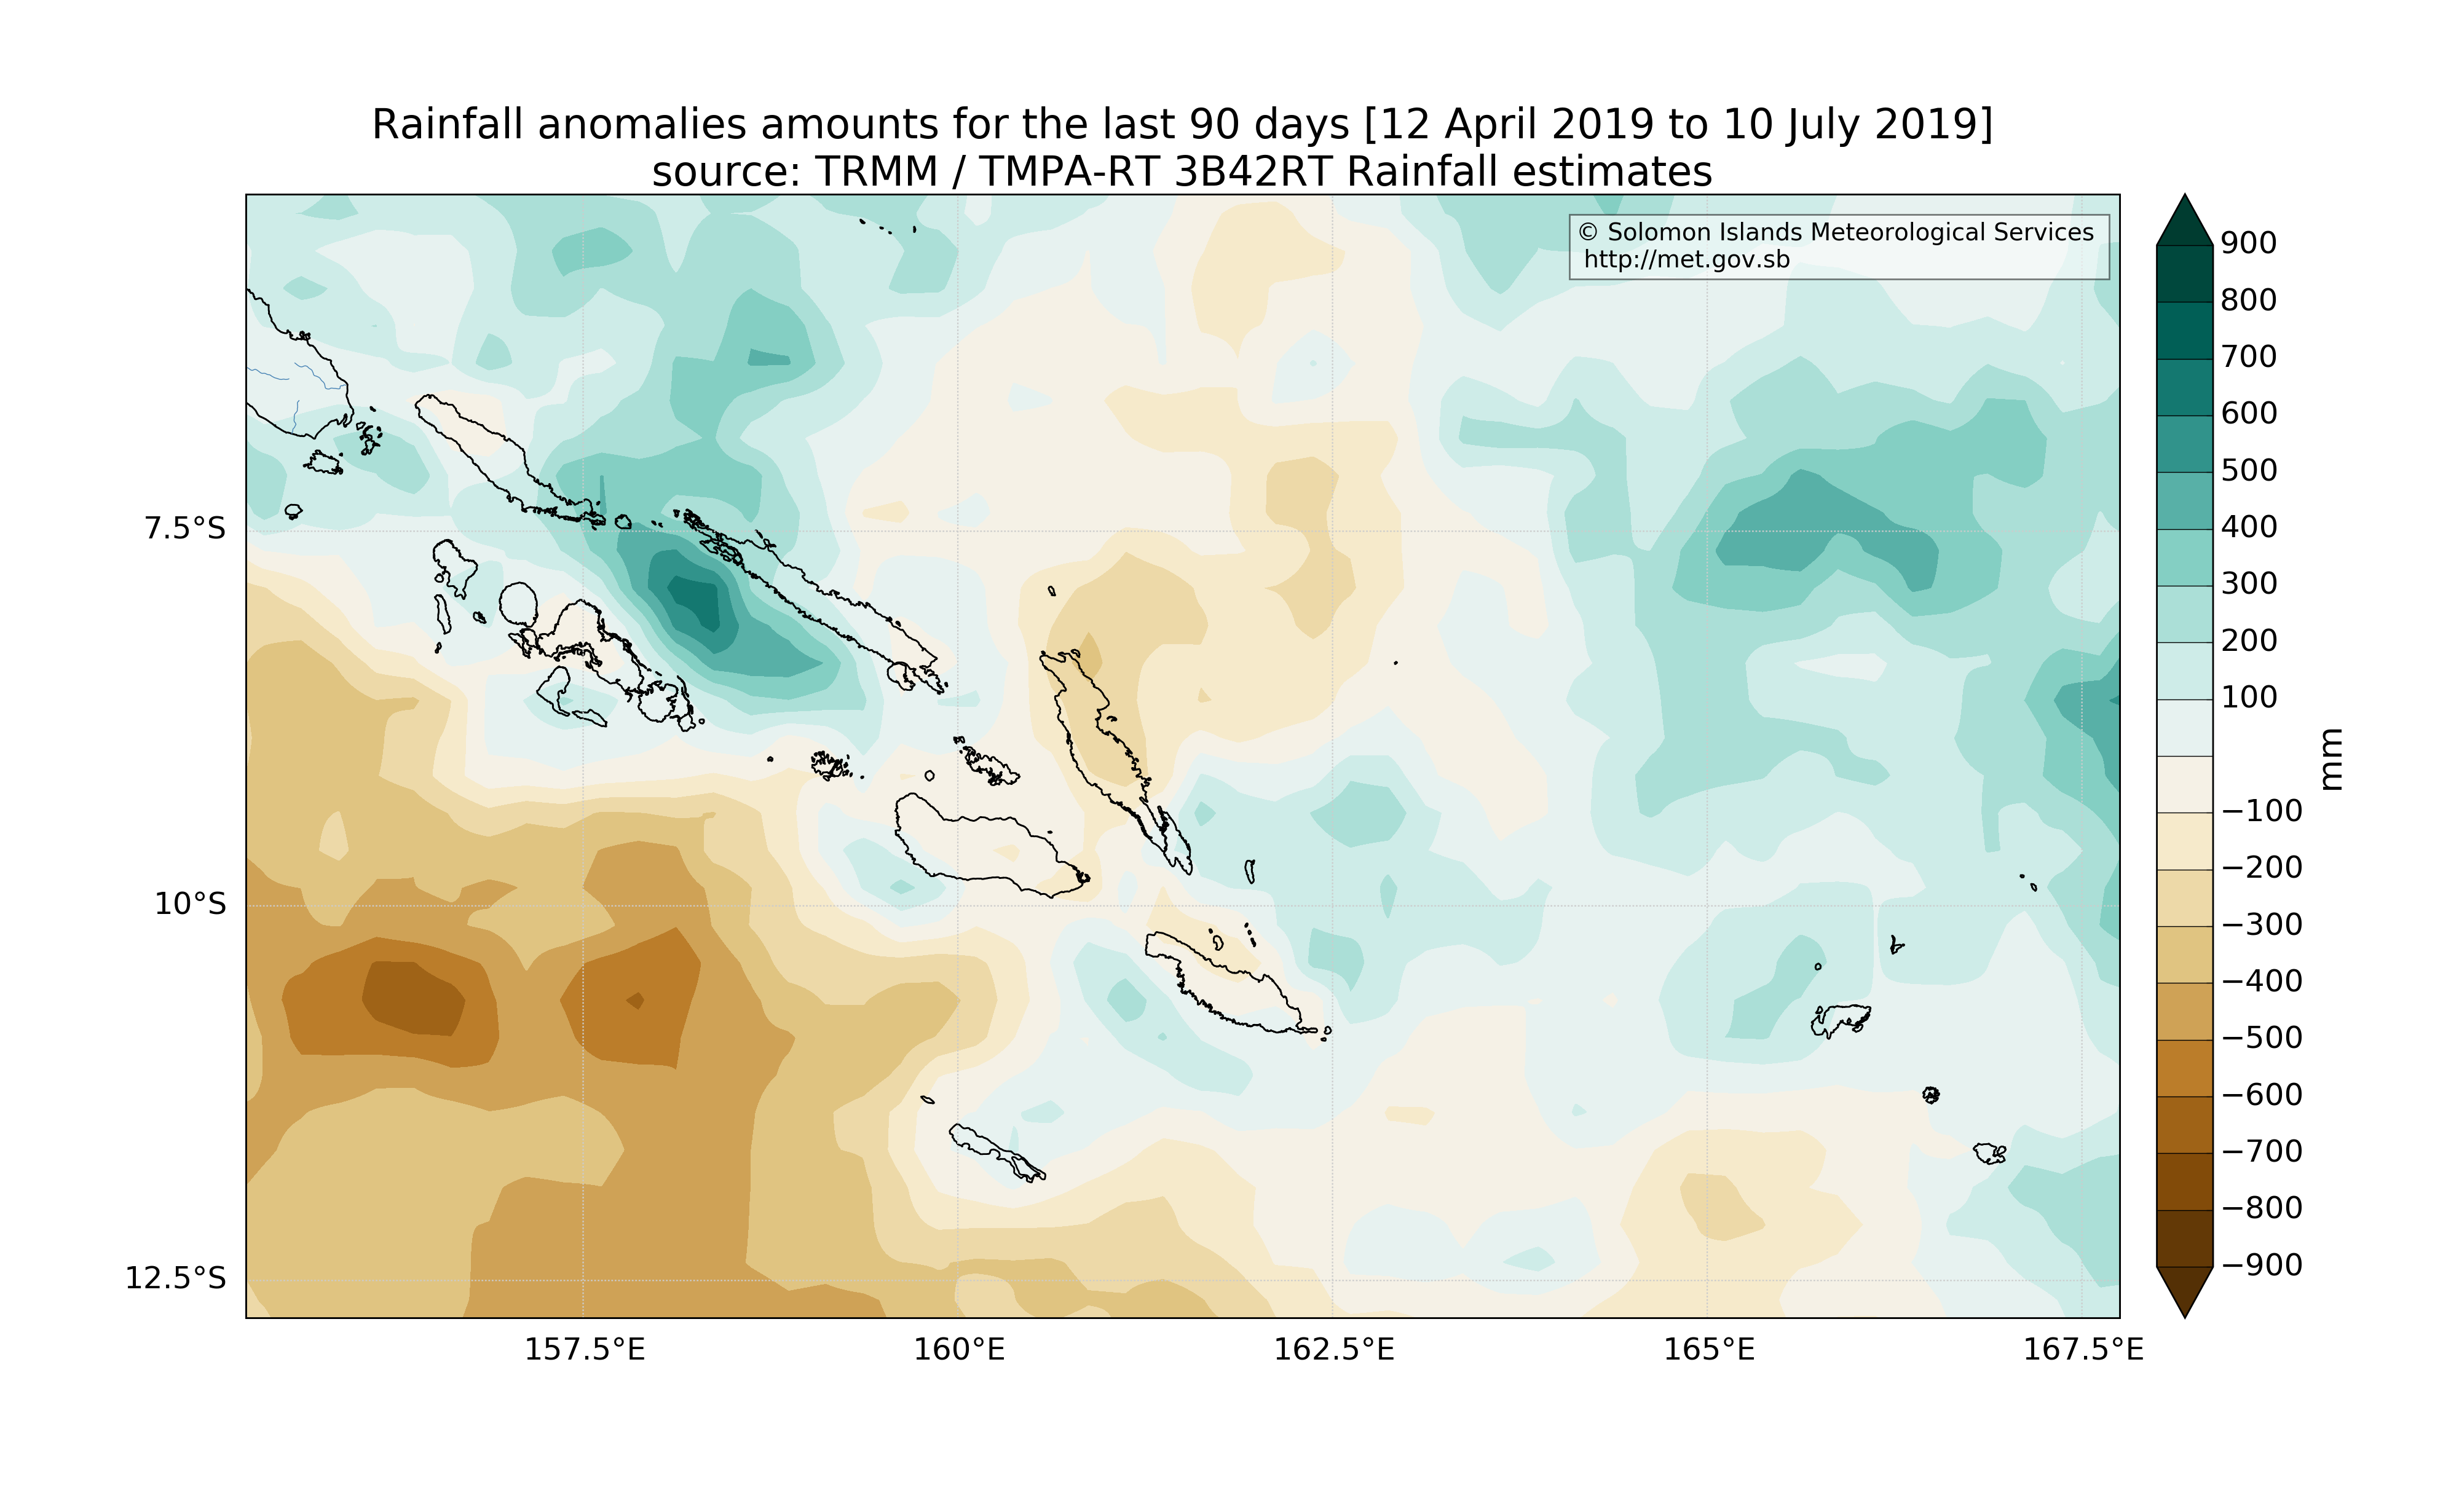 Rainfall anomalies amounts for the last 90 days [12 April 2019 to 10 July 2019]
source: TRMM / TMPA-RT 3B42RT Rainfall estimates
© Solomon Islands Meteorological Services
http://met.gov.sb
7.5°S
10°S
12.5°S
157.5°E
160°E
162.5°E
165°E
167.5°E
900
800
700
600
500
400
300
200
100
−100
−200
−300
−400
−500
−600
−700
−800
−900
mm